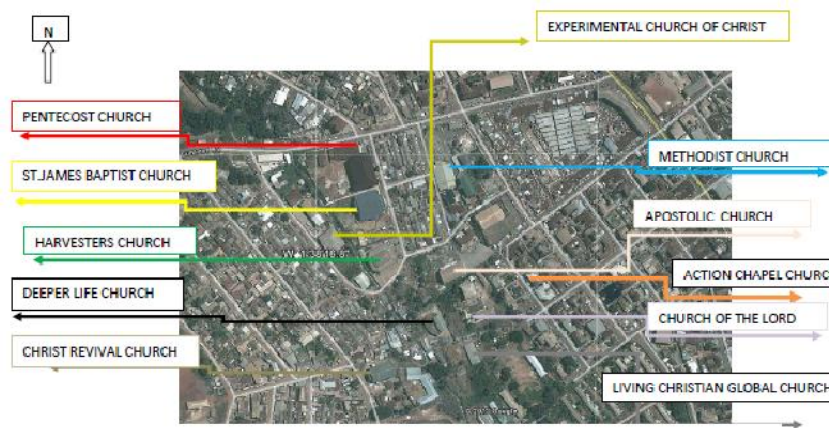 N
EXPERIMENTAL CHURCH OF CHRIST
PENTECOST CHURCH
METHODIST CHURCH
ST.JAMES BAPTIST CHURCH
APOSTOLIC CHURCH
HARVESTERS CHURCH
ACTION CHAPEL CHURC
DEEPER LIFE CHURCH
CHURCH OF THE LORD
CHRIST REVIVAL CHURCH
LIVING CHRISTIAN GLOBAL CHURCH